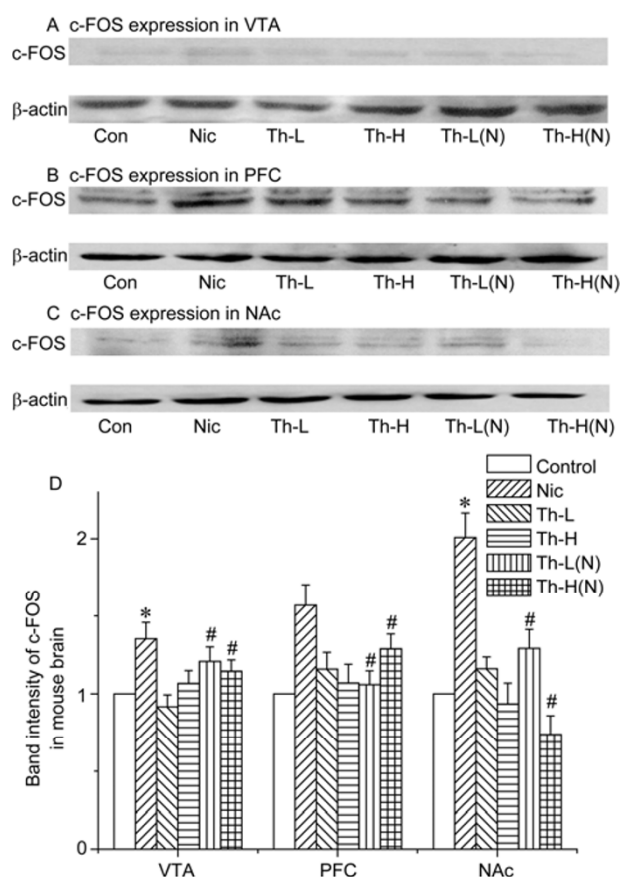 A c-FOS expression in VTA
c-FOS
β-actin
Con Nic Th-L Th-H Th-L(N) Th-H(N)
B c-FOS expression in PFC
c-FOS
β-actin
Con Nic Th-L Th-H Th-L(N) Th-H(N)
C c-FOS expression in NAc
c-FOS
β-actin
Con Nic Th-L Th-H Th-L(N) Th-H(N)
D
Control
Nic
Th-L
Th-H
Th-L(N)
Th-H(N)
Band intensity of c-FOS
in mouse brain
2
1
0
* # # # # * # #
VTA PFC NAc